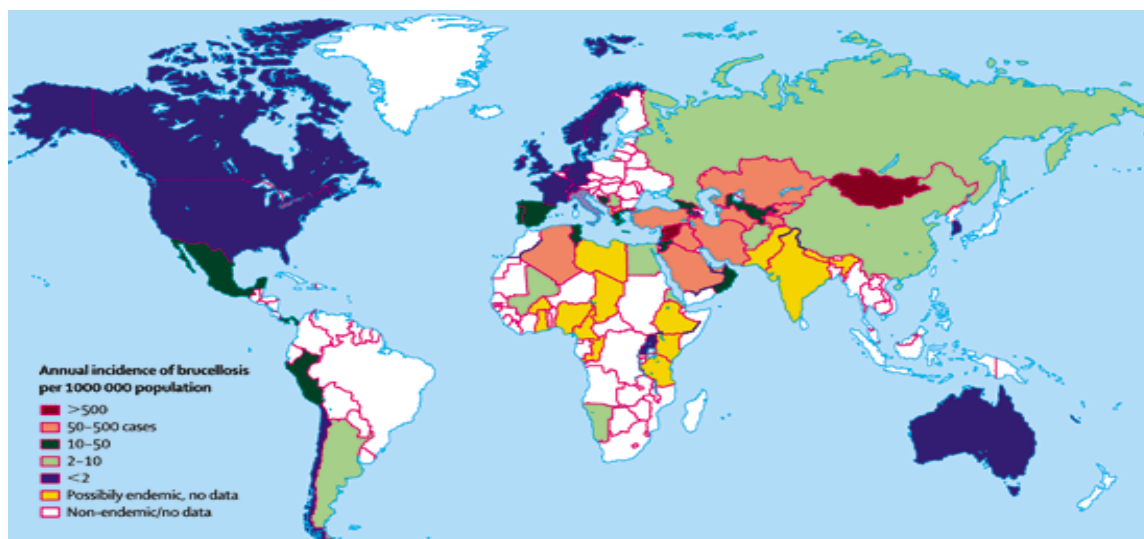 Annual incidence of brucellosis
per 1000 000 population
>500
50–500 cases
10–50
2–10
<2
Possibily endemic, no data
Non-endemic/no data